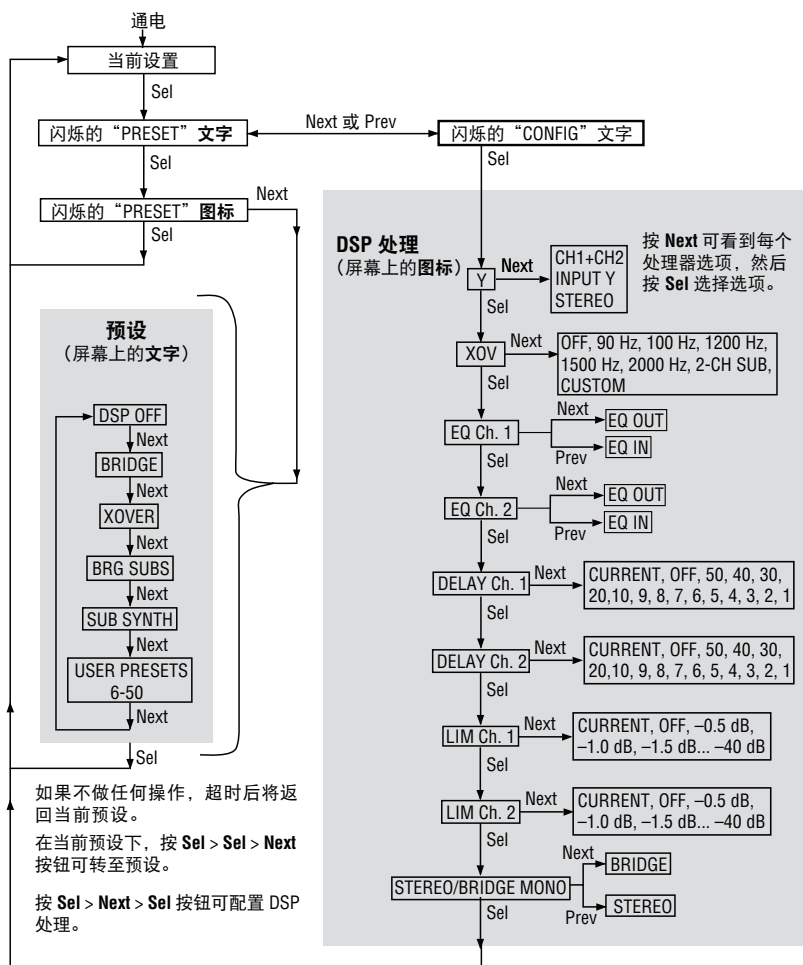 通电
当前设置
Sel
闪烁的“PRESET”文字
Next 或 Prev
闪烁的“CONFIG”文字
Sel
Sel
闪烁的“PRESET”图标
Next
Sel
预设
（屏幕上的文字）
DSP OFF
Next
BRIDGE
Next
XOVER
Next
BRG SUBS
Next
SUB SYNTH
Next
USER PRESETS
6-50
Next
Sel
如果不做任何操作，超时后将返
回当前预设。
在当前预设下，按 Sel > Sel > Next
按钮可转至预设。
按 Sel > Next > Sel 按钮可配置 DSP
处理。
DSP 处理
（屏幕上的图标）
按 Next 可看到每个
处理器选项，然后
按 Sel 选择选项。
Y
Next
CH1+CH2
INPUT Y
STEREO
Sel
XOV
Next
OFF, 90 Hz, 100 Hz, 1200 Hz,
1500 Hz, 2000 Hz, 2-CH SUB,
CUSTOM
Sel
EQ Ch. 1
Next
EQ OUT
Prev
EQ IN
Sel
EQ Ch. 2
Next
EQ OUT
Prev
EQ IN
Sel
DELAY Ch. 1
Next
CURRENT, OFF, 50, 40, 30,
20,10, 9, 8, 7, 6, 5, 4, 3, 2, 1
Sel
DELAY Ch. 2
Next
CURRENT, OFF, 50, 40, 30,
20,10, 9, 8, 7, 6, 5, 4, 3, 2, 1
Sel
LIM Ch. 1
Next
CURRENT, OFF, –0.5 dB,
–1.0 dB, –1.5 dB... –40 dB
Sel
LIM Ch. 2
Next
CURRENT, OFF, –0.5 dB,
–1.0 dB, –1.5 dB... –40 dB
Sel
STEREO/BRIDGE MONO
Next
BRIDGE
Prev
STEREO
Sel